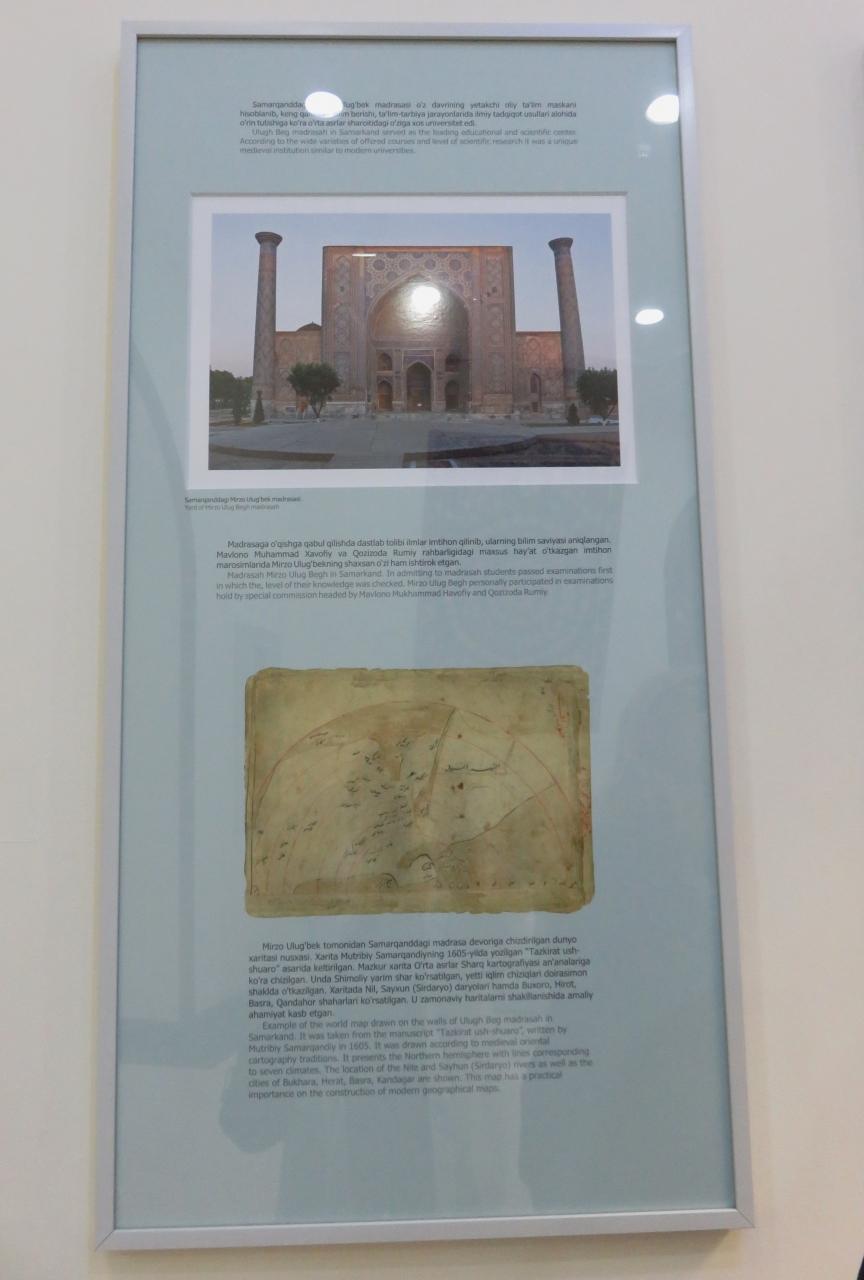 Samarqanddagi Ulug'bek madrasasi o'z davrining yetakchi oliy ta'lim maskani
hisoblanib, keng berishi, ta'lim-tarbiya jarayonlarida ilmiy tadqiqot usullari alohida
o'rin tutishiga ko'ra o'rta asrlar sharoitidagi o'ziga xos universitet edi.
Ulugh Beg madrasah in Samarkand served as the leading educational and scientific center.
According to the wide varieties of offered courses and level of scientific research it was a unique
medieval institution similar to modern universities.
Samarqanddagi Mirzo Ulug'bek madrasasi.
Yard of Mirzo Ulug Begh madrasah
Madrasaga o'qishga qabul qilishda dastlab tolibi ilmlar imtihon qilinib, ularning bilim saviyasi aniqlangan.
Mavlono Muhammad Xavofiy va Qozizoda Rumiy rahbarligidagi maxsus hay'at o'tkazgan imtihon
marosimlarida Mirzo Ulug'bekning shaxsan o'zi ham ishtirok etgan.
Madrasah Mirzo Ulug Begh in Samarkand. In admitting to madrasah students passed examinations first
in which the, level of their knowledge was checked. Mirzo Ulug Begh personally participated in examinations
hold by special commission headed by Mavlono Mukhammad Havofiy and Qozizoda Rumiy.
Mirzo Ulug'bek tomonidan Samarqanddagi madrasa devoriga chizdirilgan dunyo
xaritasi nusxasi. Xarita Mutribiy Samarqandiyning 1605-yilda yozilgan "Tazkirat ush-
shuaro" asarida keltirilgan. Mazkur xarita O'rta asrlar Sharq kartografiyasi an'analariga
ko'ra chizilgan. Unda Shimoliy yarim shar ko'rsatilgan, yetti iqlim chiziqlari doirasimon
shaklda o'tkazilgan. Xaritada Nil, Sayxun (Sirdaryo) daryolari hamda Buxoro, Hirot,
Basra, Qandahor shaharlari ko'rsatilgan. U zamonaviy haritalarni shakillanishida amaliy
ahamiyat kasb etgan.
Example of the world map drawn on the walls of Ulugh Beg madrasah in
Samarkand. It was taken from the manuscript "Tazkirat ush-shuaro", written by
Mutribiy Samarqandiy in 1605. It was drawn according to medieval oriental
cartography traditions. It presents the Northern hemisphere with lines corresponding
to seven climates. The location of the Nile and Sayhun (Sirdaryo) rivers as well as the
cities of Bukhara, Herat, Basra, Kandagar are shown. This map has a practical
importance on the construction of modern geographical maps.